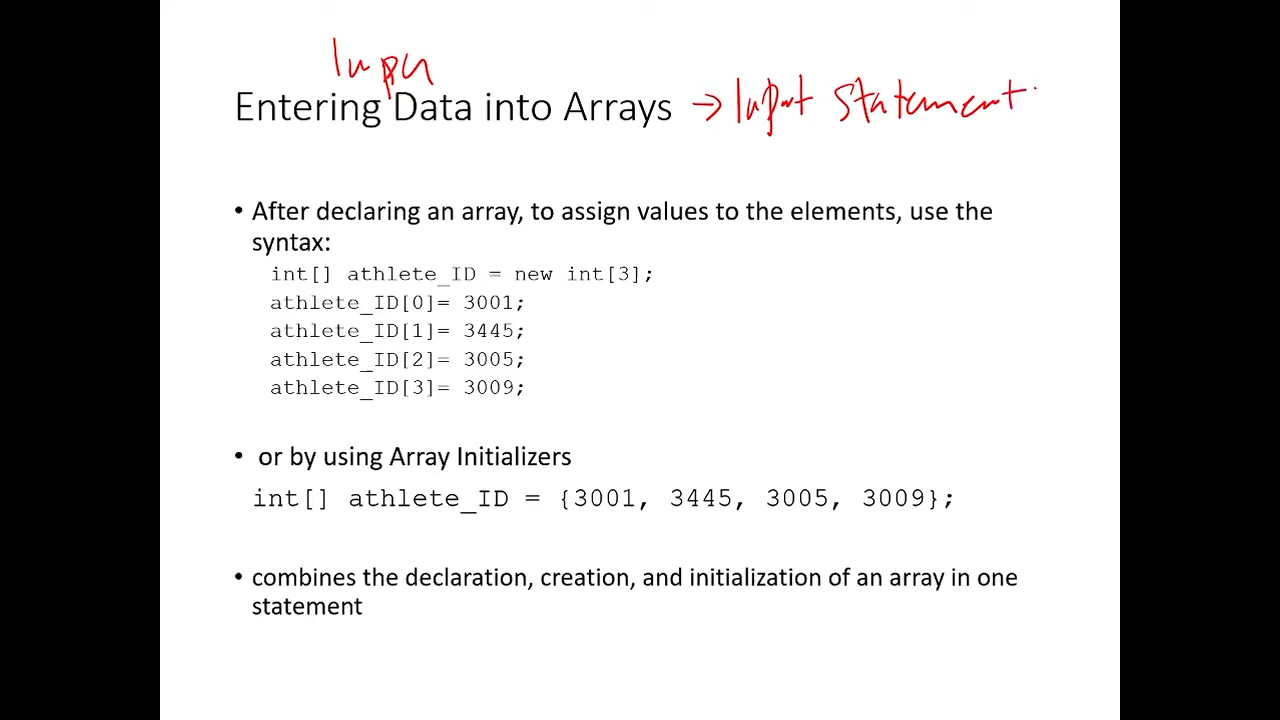 Inpu
Entering Data into Arrays → Input Statement
• After declaring an array, to assign values to the elements, use the
syntax:
int[] athlete_ID = new int[3];
athlete_ID[0]= 3001;
athlete_ID[1]= 3445;
athlete_ID[2]= 3005;
athlete_ID[3]= 3009;
• or by using Array Initializers
int[] athlete_ID = {3001, 3445, 3005, 3009};
• combines the declaration, creation, and initialization of an array in one
statement